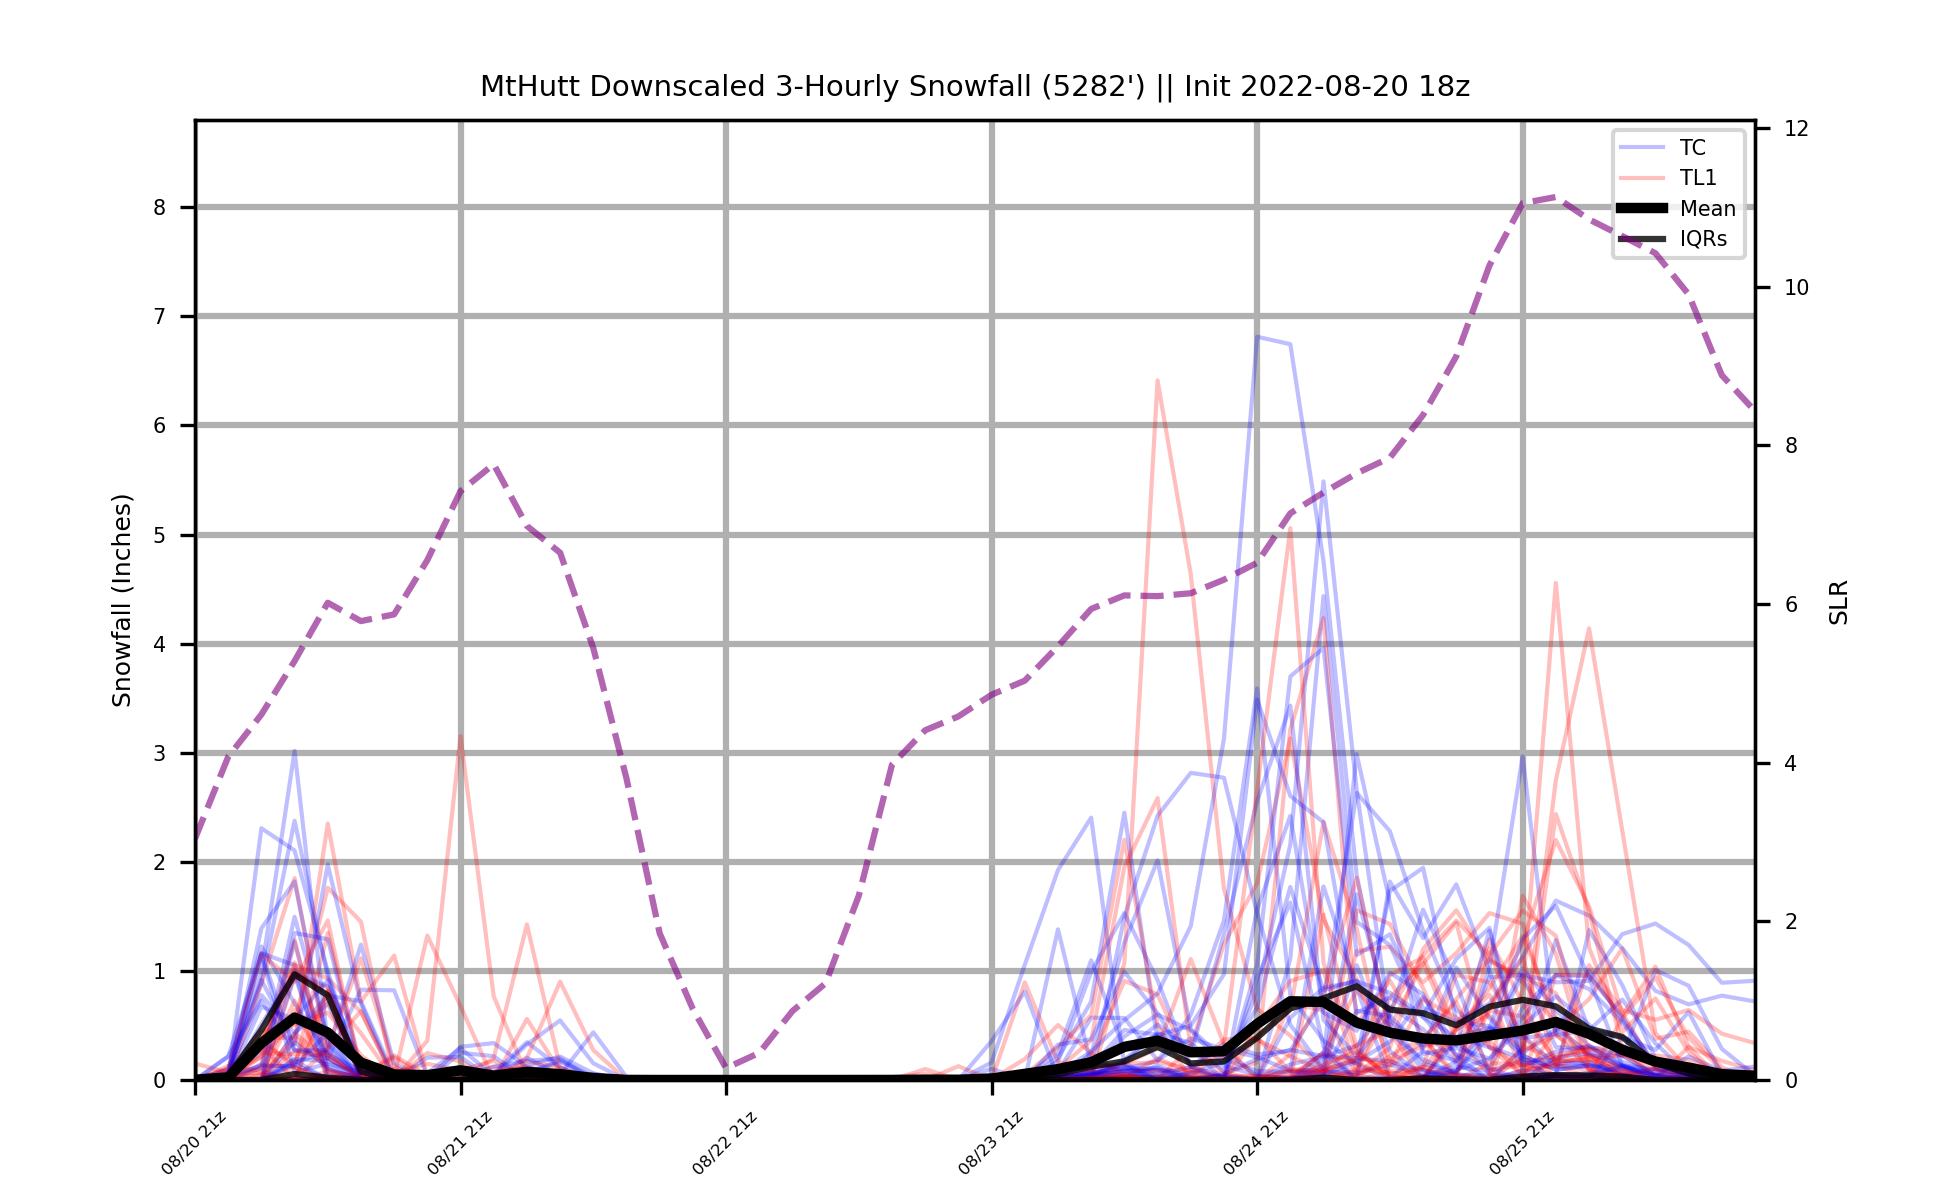 MtHutt Downscaled 3-Hourly Snowfall (5282') || Init 2022-08-20 18z
TC
TL1
Mean
IQRs
Snowfall (Inches)
8
7
6
5
4
3
2
1
0
12
10
8
6
4
2
0
SLR
08/20 21z
08/21 21z
08/22 21z
08/23 21z
08/24 21z
08/25 21z